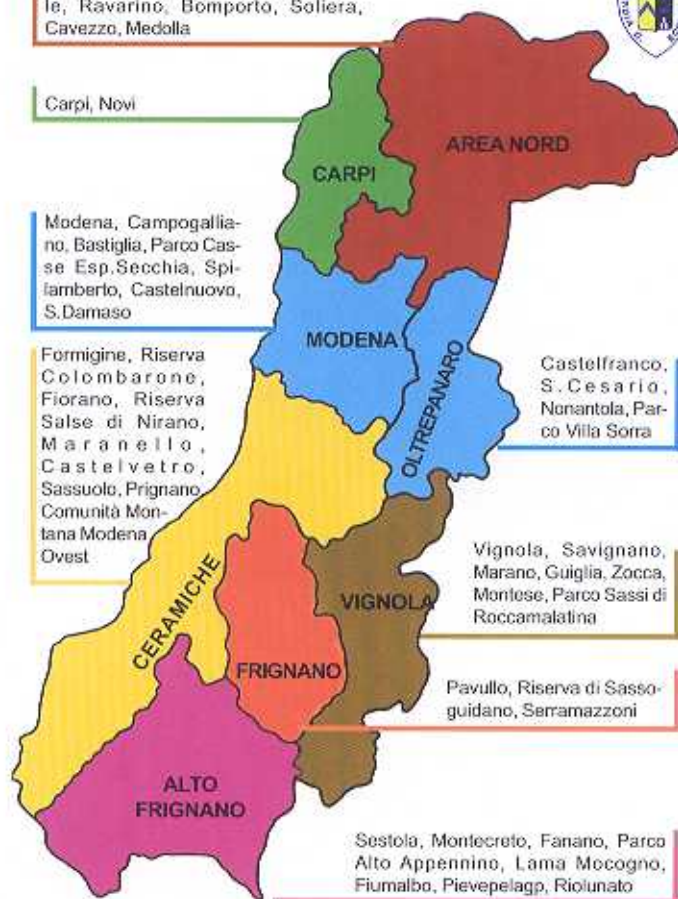 le, Ravarino, Bomporto, Soliera,
Cavezzo, Medolla
Carpi, Novi
AREA NORD
CARPI
Modena, Campogallia-
no, Bastiglia, Parco Cas-
se Esp.Secchia, Spi-
lamberto, Castelnuovo,
S.Damaso
MODENA
OLTREPANARO
Castelfranco,
S.Cesario,
Nonantola, Par-
co Villa Sorra
Formigine, Riserva
Colombarone,
Fiorano, Riserva
Salse di Nirano,
Maranello,
Castelvetro,
Sassuolo, Prignano
Comunità Mon-
tana Modena
Ovest
CERAMICHE
Vignola, Savignano,
Marano, Guiglia, Zocca,
Montese, Parco Sassi di
Roccamalatina
VIGNOLA
FRIGNANO
Pavullo, Riserva di Sasso-
guidano, Serramazzoni
ALTO
FRIGNANO
Sestola, Montecreto, Fanano, Parco
Alto Appennino, Lama Mocogno,
Fiumalbo, Pievepelagp, Riolunato